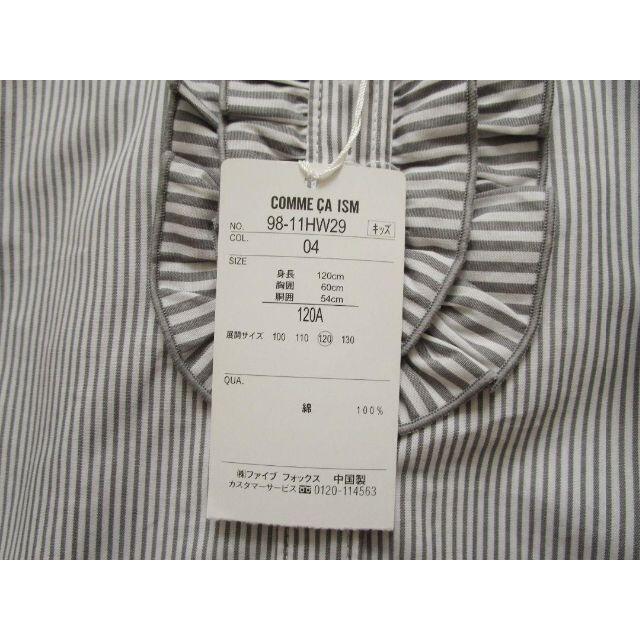 COMME ÇA ISM
NO. 98-11HW29 キッズ
COL. 04
SIZE
身長 120cm
胸囲 60cm
胴囲 54cm
120A
展開サイズ 100 110 120 130
QUA.
綿 100%
㈱ファイブ フォックス 中国製
カスタマーサービス 0120-114563